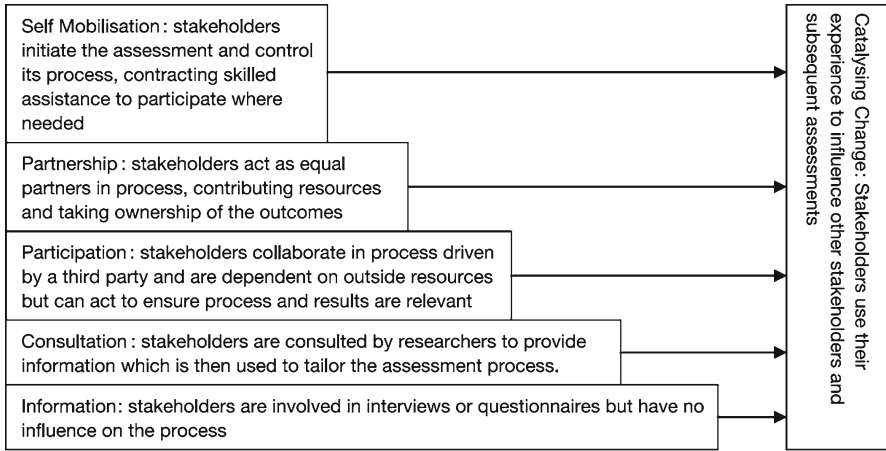 Self Mobilisation : stakeholders
initiate the assessment and control
its process, contracting skilled
assistance to participate where
needed
Partnership : stakeholders act as equal
partners in process, contributing resources
and taking ownership of the outcomes
Participation : stakeholders collaborate in process driven
by a third party and are dependent on outside resources
but can act to ensure process and results are relevant
Consultation : stakeholders are consulted by researchers to provide
information which is then used to tailor the assessment process.
Information : stakeholders are involved in interviews or questionnaires but have no
influence on the process
Catalysing Change : Stakeholders use their
experience to influence other stakeholders and
subsequent assessments